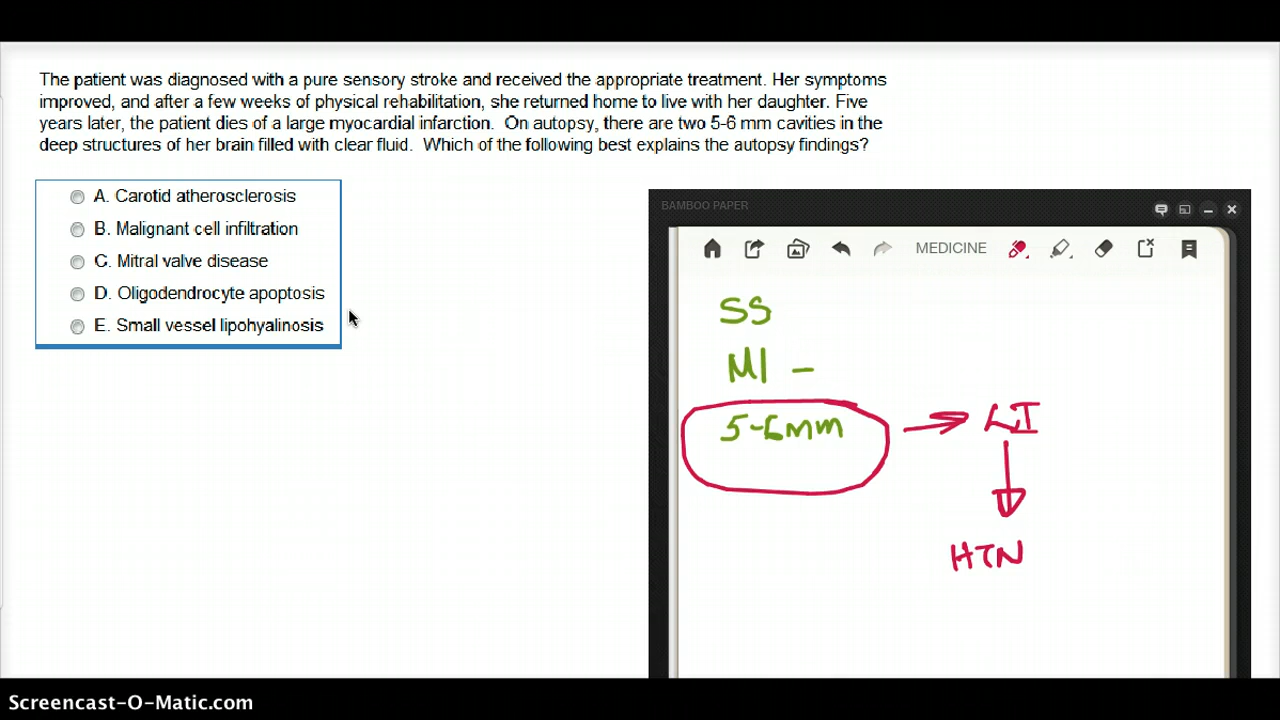 The patient was diagnosed with a pure sensory stroke and received the appropriate treatment. Her symptoms
improved, and after a few weeks of physical rehabilitation, she returned home to live with her daughter. Five
years later, the patient dies of a large myocardial infarction. On autopsy, there are two 5-6 mm cavities in the
deep structures of her brain filled with clear fluid. Which of the following best explains the autopsy findings?
A. Carotid atherosclerosis
B. Malignant cell infiltration
C. Mitral valve disease
D. Oligodendrocyte apoptosis
E. Small vessel lipohyalinosis
BAMBOO PAPER
MEDICINE
SS
MI –
5-6mm → LI
HTN
Screencast-O-Matic.com